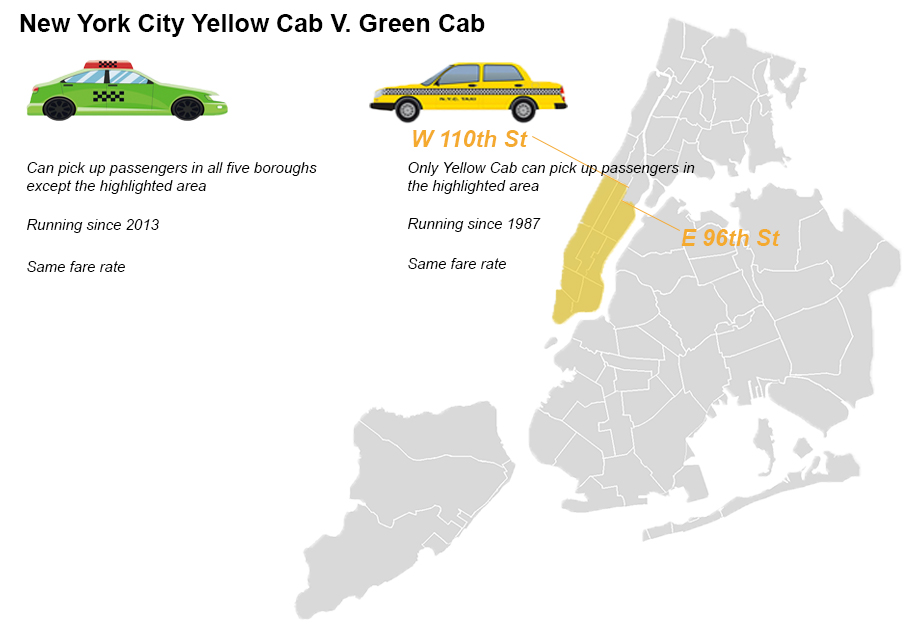 New York City Yellow Cab V. Green Cab
N.Y.C. TAXI
W 110th St
Can pick up passengers in all five boroughs
except the highlighted area
Only Yellow Cab can pick up passengers in
the highlighted area
Running since 2013
Running since 1987
E 96th St
Same fare rate
Same fare rate